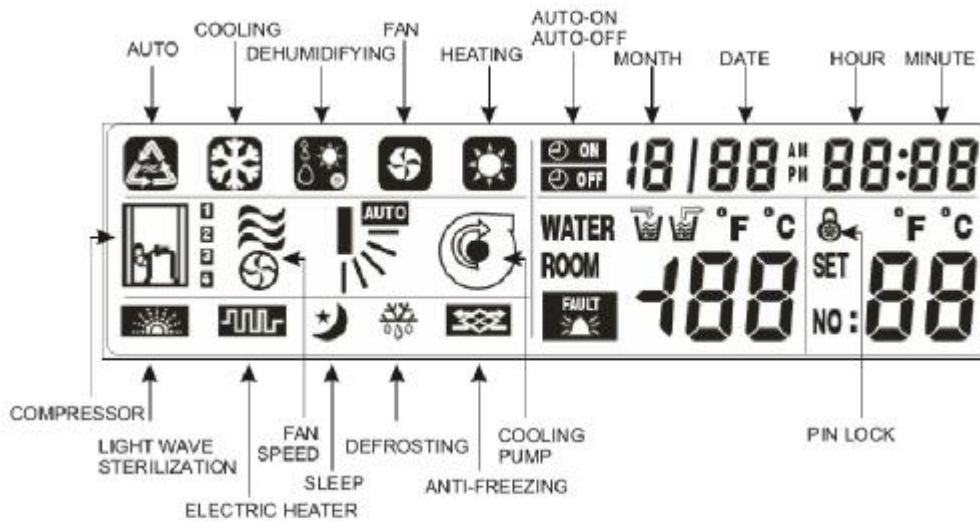 AUTO-ON
AUTO-OFF
COOLING
FAN
AUTO
DEHUMIDIFYING
HEATING
MONTH
DATE
HOUR
MINUTE
ON
18/88 AM 88:88
OFF
PM
AUTO
1
2
3
4
WATER
°F °C
°F °C
ROOM
188
SET
88
FAULT
NO:
COMPRESSOR
LIGHT WAVE
STERILIZATION
ELECTRIC HEATER
FAN
SPEED
SLEEP
DEFROSTING
ANTI-FREEZING
COOLING
PUMP
PIN LOCK